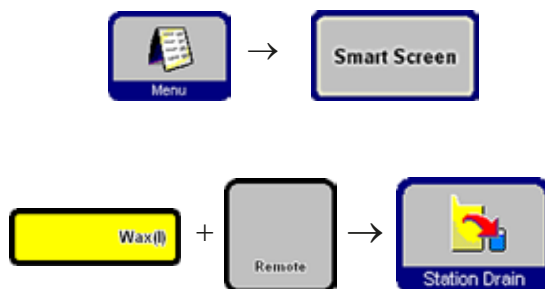 Menu → Smart Screen
Wax(I) + Remote → Station Drain